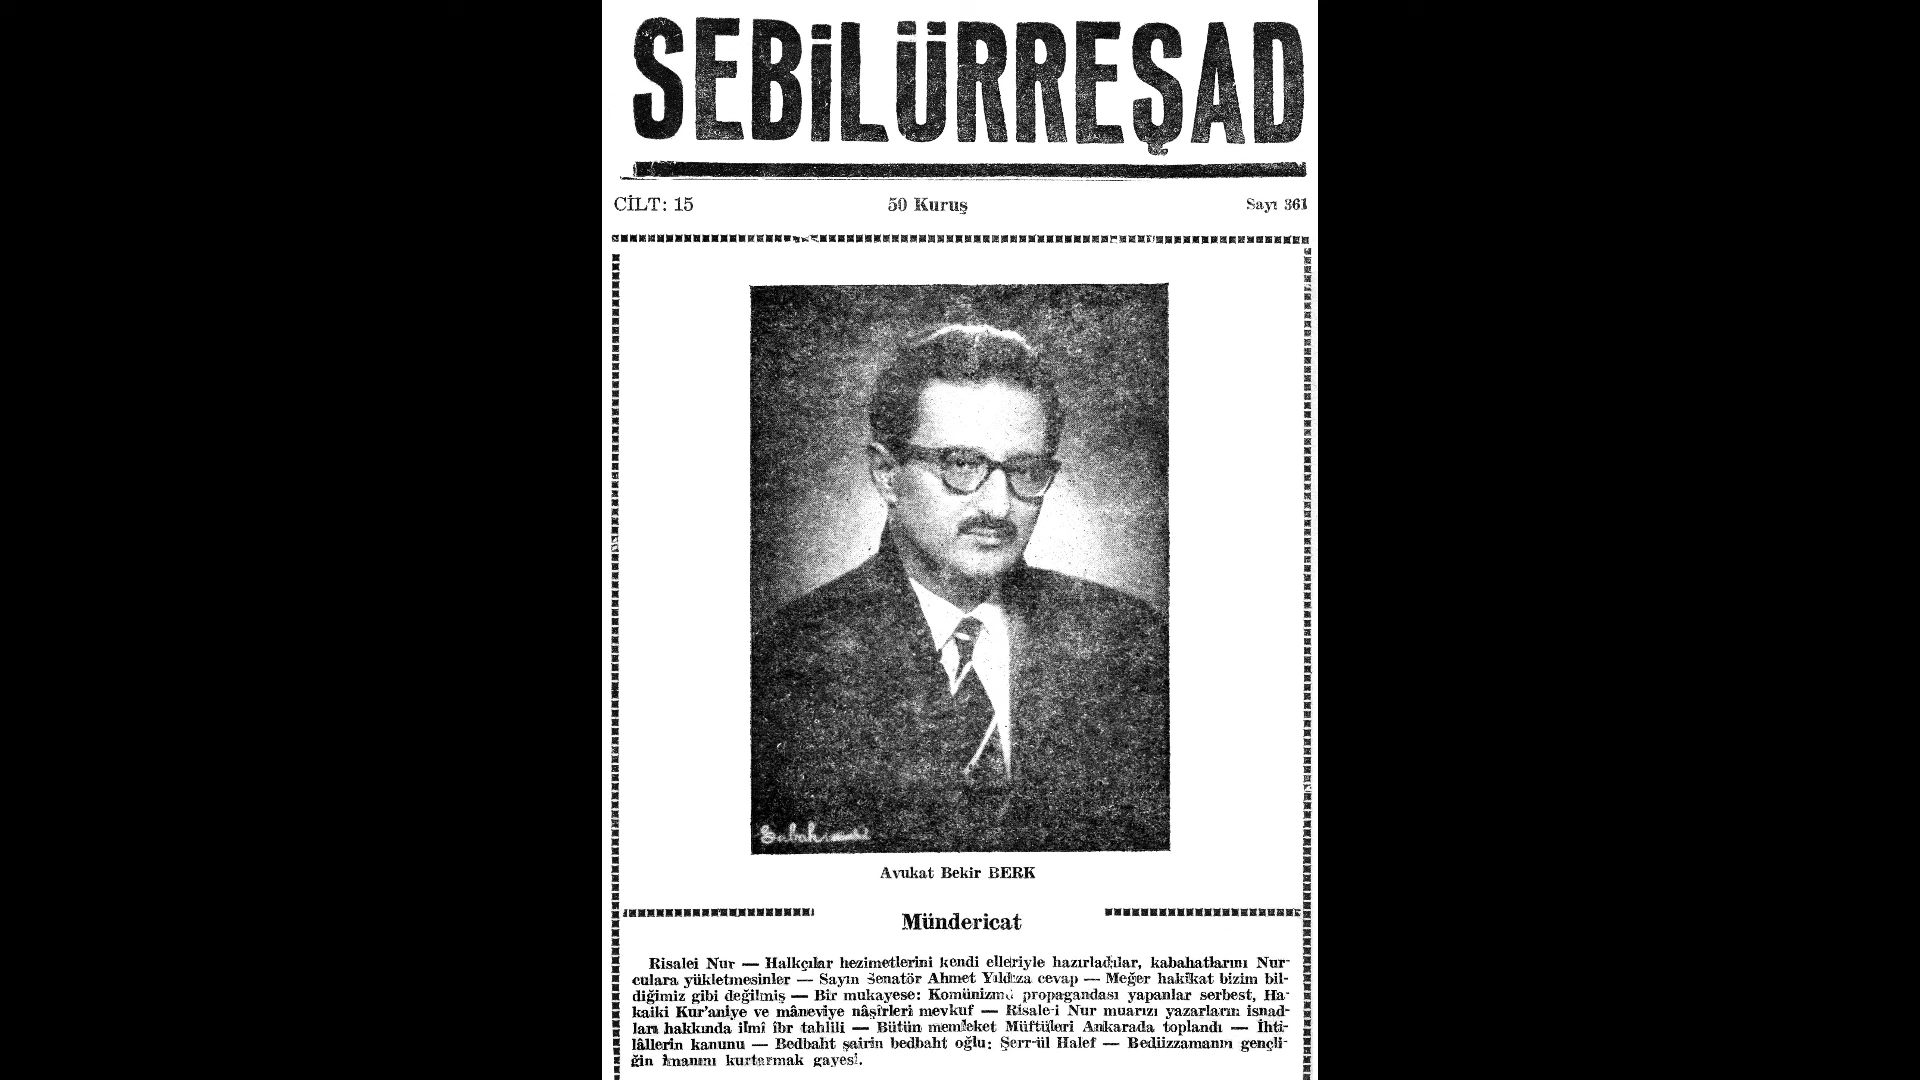 SEBİLÜRREŞAD
CİLT: 15 50 Kuruş Sayı 361
Avukat Bekir BERK
Mündericat
Risalei Nur — Halkçılar hezimetlerini kendi elleriyle hazırladılar, kabahatlarını Nur-
culara yükletmesinler — Sayın Senatör Ahmet Yıldıza cevap — Meğer hakikat bizim bil-
diğimiz gibi değilmiş — Bir mukayese: Komünizme propagandası yapanlar serbest, Ha-
kaiki Kur'aniye ve mâneviye nâşirleri mevkuf — Risale-i Nur muarızı yazarların isnad-
ları hakkında ilmî bir tahlili — Bütün memleket Müftüleri Ankarada toplandı — İhti-
lâllerin kanunu — Bedbaht şairin bedbaht oğlu: Şerr-ül Halef — Bediüzzamanın gençli-
ğin imanını kurtarmak gayesi.